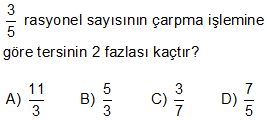 3/5 rasyonel sayısının çarpma işlemine
göre tersinin 2 fazlası kaçtır?
A) 11/3 B) 5/3 C) 3/7 D) 7/5